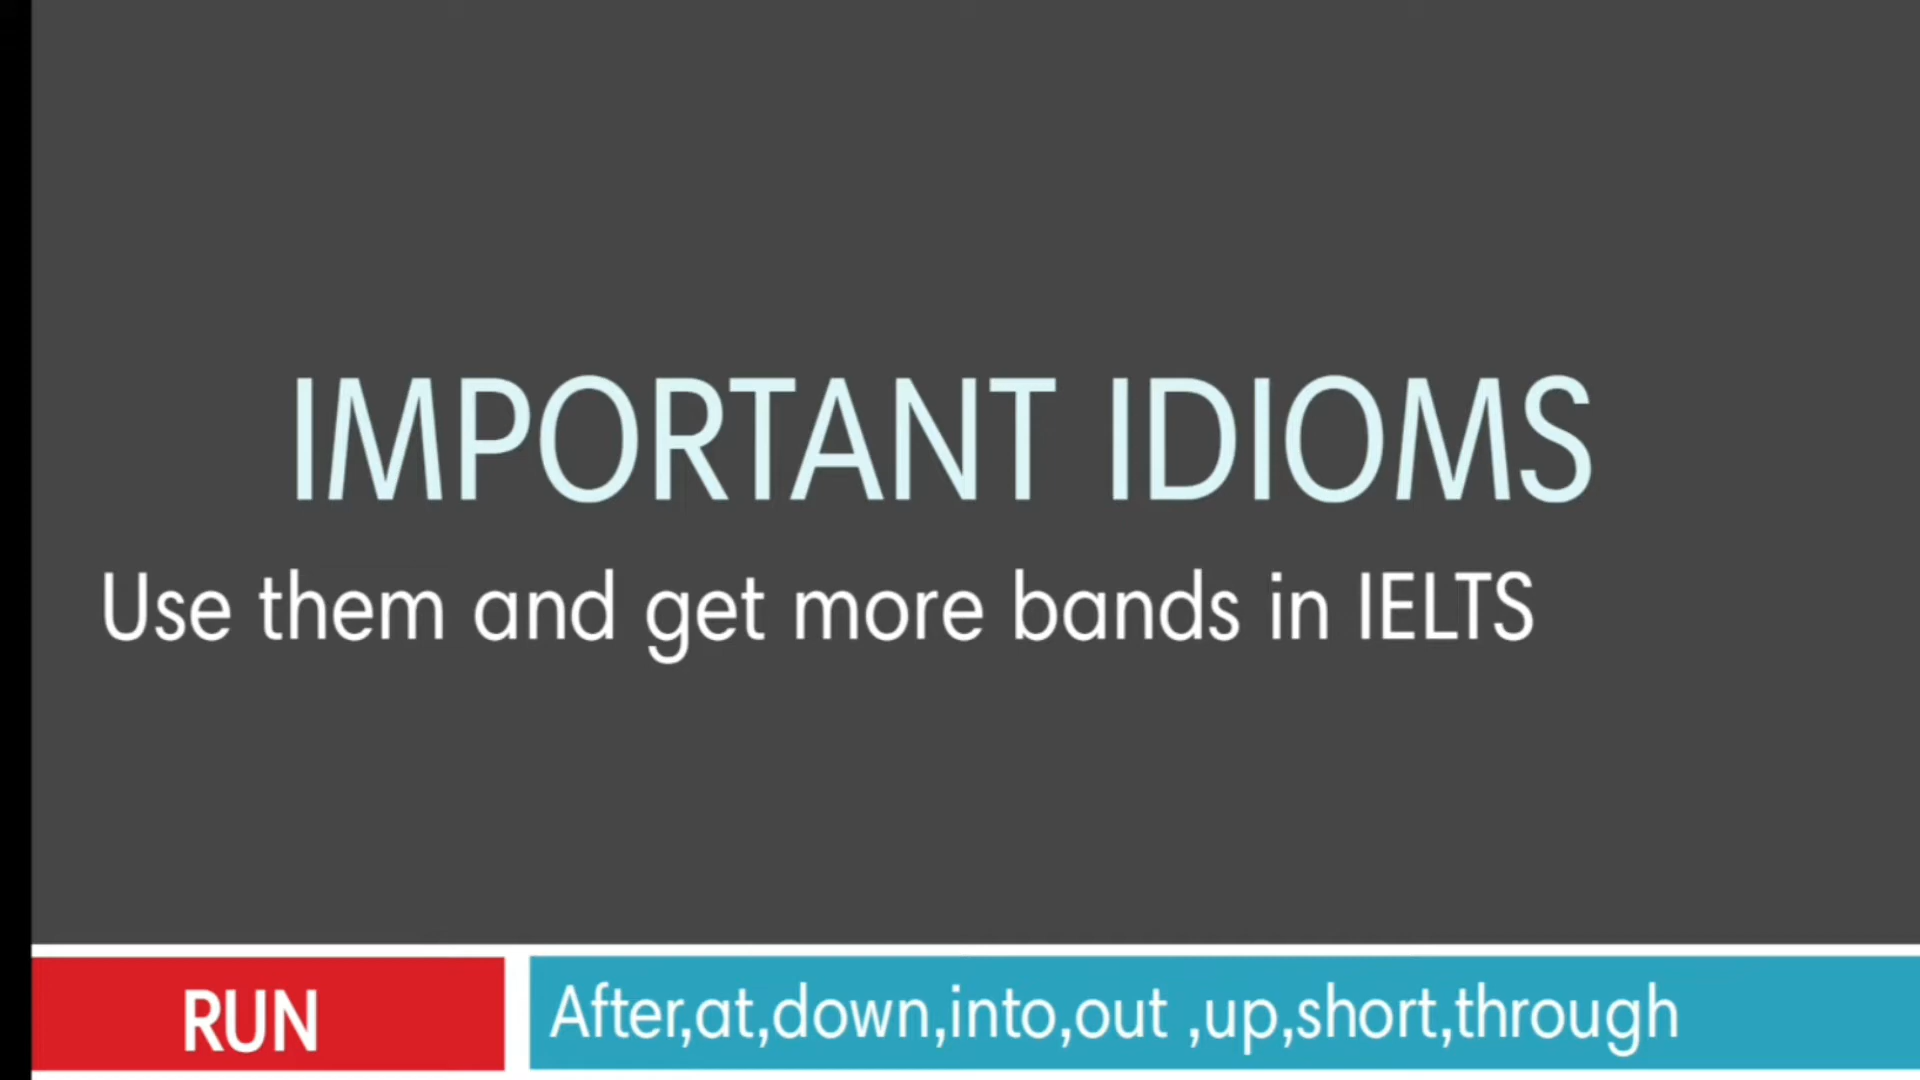 IMPORTANT IDIOMS
Use them and get more bands in IELTS
RUN
After,at,down,into,out ,up,short,through